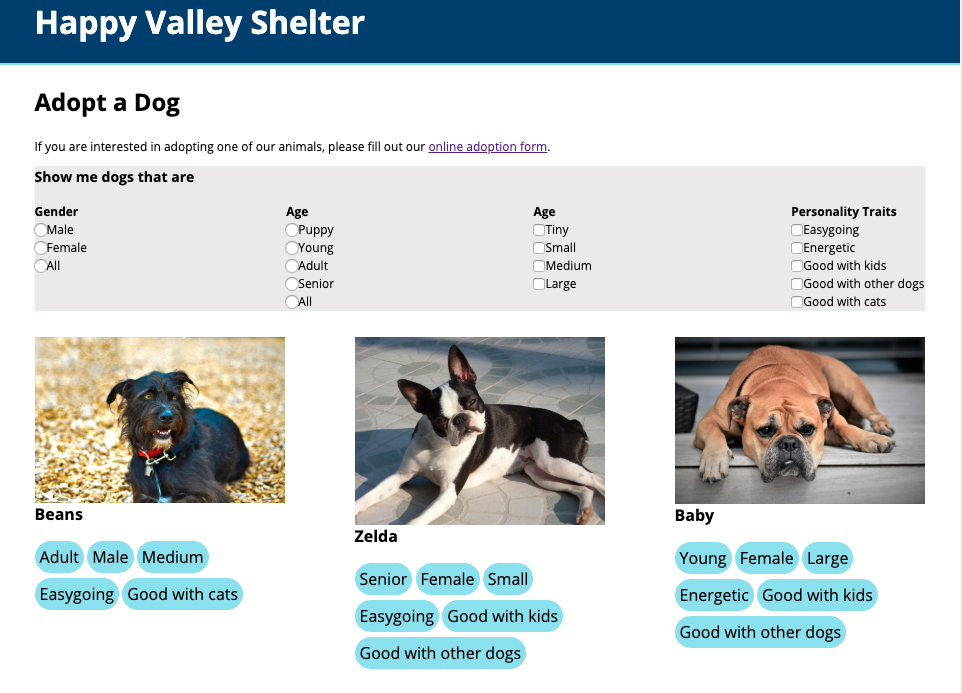 Happy Valley Shelter
Adopt a Dog
If you are interested in adopting one of our animals, please fill out our online adoption form.
Show me dogs that are
Gender
Male
Female
All
Age
Puppy
Young
Adult
Senior
All
Age
Tiny
Small
Medium
Large
Personality Traits
Easygoing
Energetic
Good with kids
Good with other dogs
Good with cats
Beans
Adult Male Medium
Easygoing Good with cats
Zelda
Senior Female Small
Easygoing Good with kids
Good with other dogs
Baby
Young Female Large
Energetic Good with kids
Good with other dogs